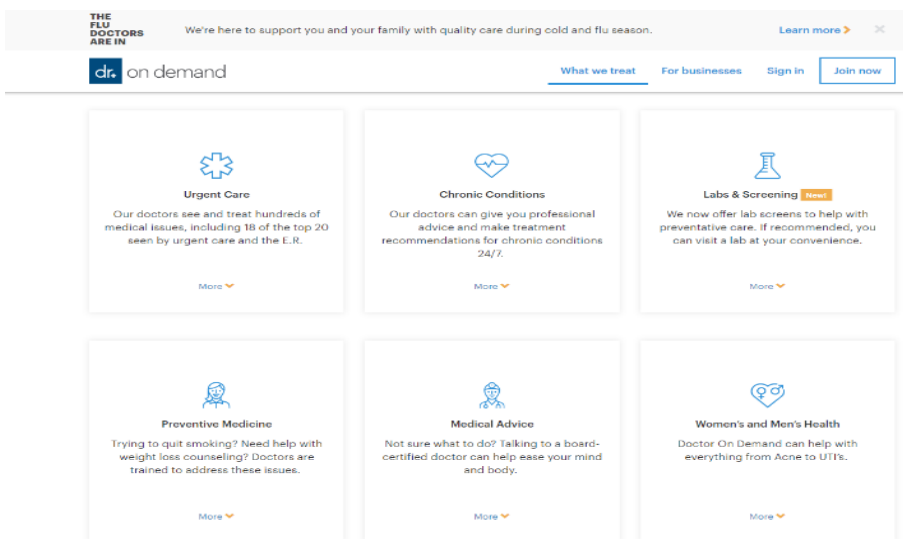 THE
FLU
DOCTORS
ARE IN
We're here to support you and your family with quality care during cold and flu season.
Learn more >
dr. on demand
What we treat
For businesses
Sign in
Join now
Urgent Care
Our doctors see and treat hundreds of
medical issues, including 18 of the top 20
seen by urgent care and the E.R.
More
Chronic Conditions
Our doctors can give you professional
advice and make treatment
recommendations for chronic conditions
24/7.
More
Labs & Screening New!
We now offer lab screens to help with
preventative care. If recommended, you
can visit a lab at your convenience.
More
Preventive Medicine
Trying to quit smoking? Need help with
weight loss counseling? Doctors are
trained to address these issues.
More
Medical Advice
Not sure what to do? Talking to a board-
certified doctor can help ease your mind
and body.
More
Women's and Men's Health
Doctor On Demand can help with
everything from Acne to UTI's.
More